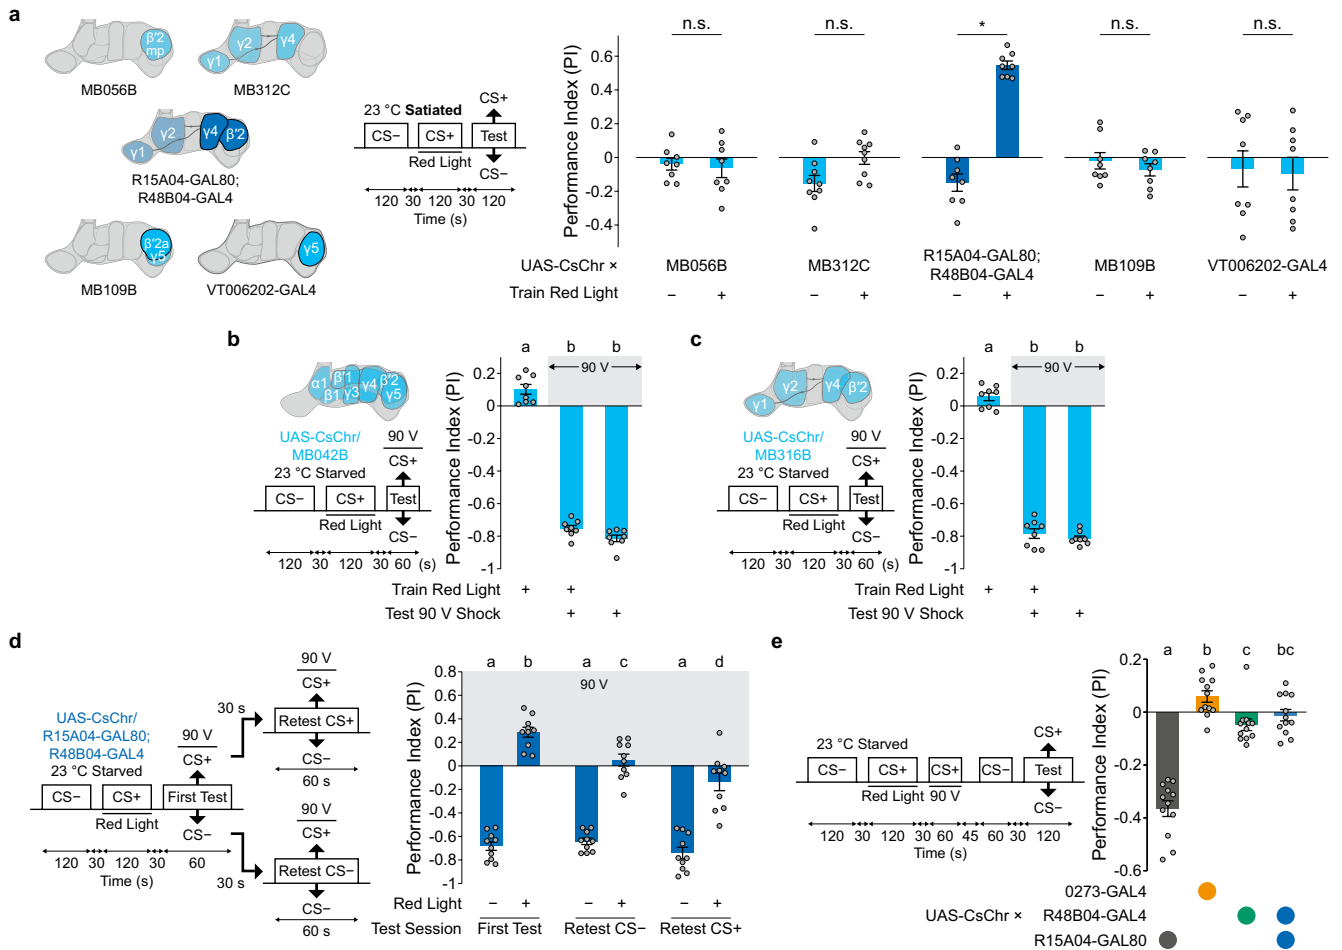 a
β′2
mp
MB056B
γ1
γ2
γ4
MB312C
γ1
γ2
γ4
β′2
R15A04-GAL80;
R48B04-GAL4
β′2a
γ5
MB109B
γ5
VT006202-GAL4
23 °C Satiated
CS−
CS+
Test
CS+
CS−
Red Light
120 30 120 30 120
Time (s)
Performance Index (PI)
0.6
0.4
0.2
0
-0.2
-0.4
n.s. n.s. * n.s. n.s.
UAS-CsChr ×
MB056B
MB312C
R15A04-GAL80;
R48B04-GAL4
MB109B
VT006202-GAL4
Train Red Light − + − + − + − + − +
b
α1
β′1
β1
γ3
γ4
β′2
γ5
UAS-CsChr/
MB042B
23 °C Starved
90 V
CS+
CS−
CS+
Test
Red Light
CS−
120 30 120 30 60 (s)
Performance Index (PI)
0.2
0
-0.2
-0.4
-0.6
-0.8
-1
a b b
90 V
Train Red Light + +
Test 90 V Shock + +
c
γ1
γ2
γ4
β′2
UAS-CsChr/
MB316B
23 °C Starved
90 V
CS+
CS−
CS+
Test
Red Light
CS−
120 30 120 30 60 (s)
Performance Index (PI)
0.2
0
-0.2
-0.4
-0.6
-0.8
-1
a b b
90 V
+ +
+ +
d
UAS-CsChr/
R15A04-GAL80;
R48B04-GAL4
23 °C Starved
CS−
CS+
First Test
Red Light
90 V
CS+
CS−
120 30 120 30 60
Time (s)
30 s
90 V
CS+
Retest CS+
CS−
60 s
30 s
90 V
CS+
Retest CS−
CS−
60 s
Performance Index (PI)
0.8
0.6
0.4
0.2
0
-0.2
-0.4
-0.6
-0.8
-1
a b a c a d
90 V
Red Light − + − + − +
Test Session First Test Retest CS− Retest CS+
e
23 °C Starved
CS−
CS+
CS+
CS−
Test
CS+
CS−
Red Light
90 V
120 30 120 30 60 45 60 30 120
Time (s)
Performance Index (PI)
0.2
0
-0.2
-0.4
-0.6
a b c bc
0273-GAL4
UAS-CsChr × R48B04-GAL4
R15A04-GAL80